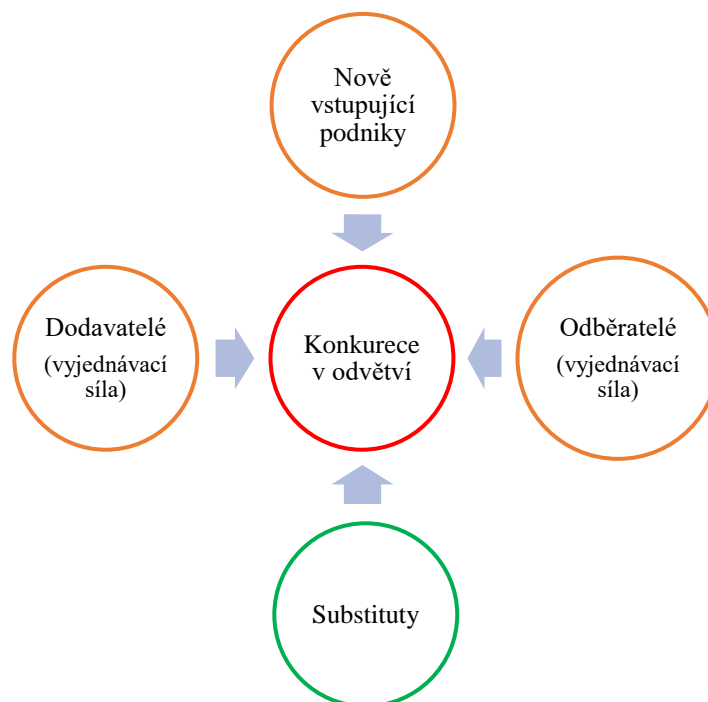 Nově
vstupující
podniky
Dodavatelé
(vyjednávací
síla)
Konkurece
v odvětví
Odběratelé
(vyjednávací
síla)
Substituty